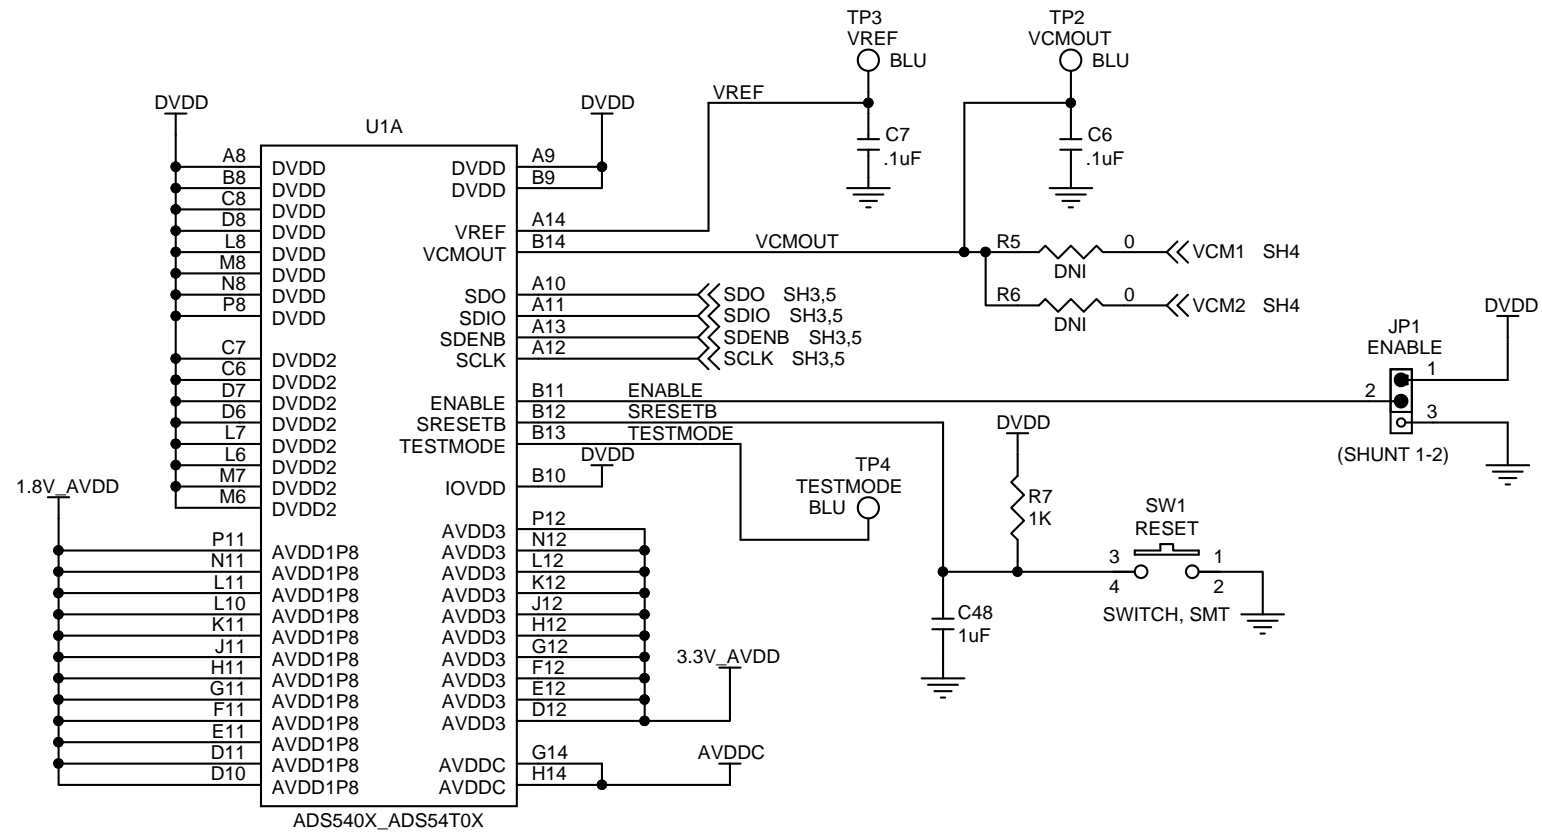 TP3
VREF
BLU
TP2
VCMOUT
BLU
DVDD
DVDD
VREF
U1A
C7
.1uF
C6
.1uF
A8 DVDD
B8 DVDD
C8 DVDD
D8 DVDD
L8 DVDD
M8 DVDD
N8 DVDD
P8 DVDD
C7 DVDD2
C6 DVDD2
D7 DVDD2
D6 DVDD2
L7 DVDD2
L6 DVDD2
M7 DVDD2
M6 DVDD2
1.8V_AVDD
P11 AVDD1P8
N11 AVDD1P8
L11 AVDD1P8
L10 AVDD1P8
K11 AVDD1P8
J11 AVDD1P8
H11 AVDD1P8
G11 AVDD1P8
F11 AVDD1P8
E11 AVDD1P8
D11 AVDD1P8
D10 AVDD1P8
DVDD A9
DVDD B9
VREF A14
VCMOUT B14 VCMOUT
R5 0 VCM1 SH4
DNI
R6 0 VCM2 SH4
DNI
SDO A10 SDO SH3,5
SDIO A11 SDIO SH3,5
SDENB A13 SDENB SH3,5
SCLK A12 SCLK SH3,5
ENABLE B11 ENABLE
SRESETB B12 SRESETB
TESTMODE B13 TESTMODE
IOVDD B10 DVDD
AVDD3 P12
AVDD3 N12
AVDD3 L12
AVDD3 K12
AVDD3 J12
AVDD3 H12
AVDD3 G12
AVDD3 F12
AVDD3 E12
AVDD3 D12
3.3V_AVDD
AVDDC G14
AVDDC H14
AVDDC
ADS540X_ADS54T0X
TP4
TESTMODE
BLU
DVDD
R7
1K
C48
1uF
SW1
RESET
3 1
4 2
SWITCH, SMT
DVDD
JP1
ENABLE
1
2
3
(SHUNT 1-2)